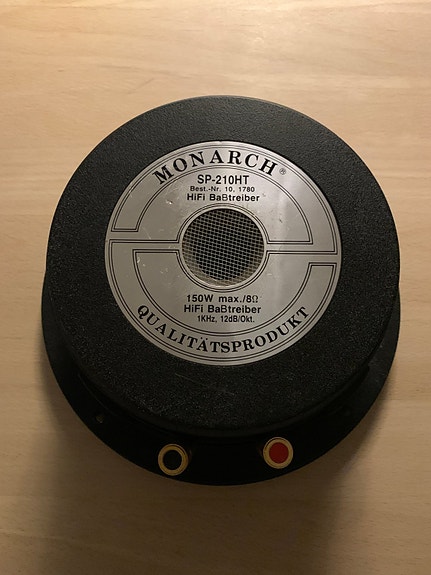 MONARCH®
SP-210HT
Best.-Nr. 10. 1780
HiFi Baßtreiber
150W max./8Ω
HiFi Baßtreiber
1KHz, 12dB/Okt.
QUALITÄTSPRODUKT